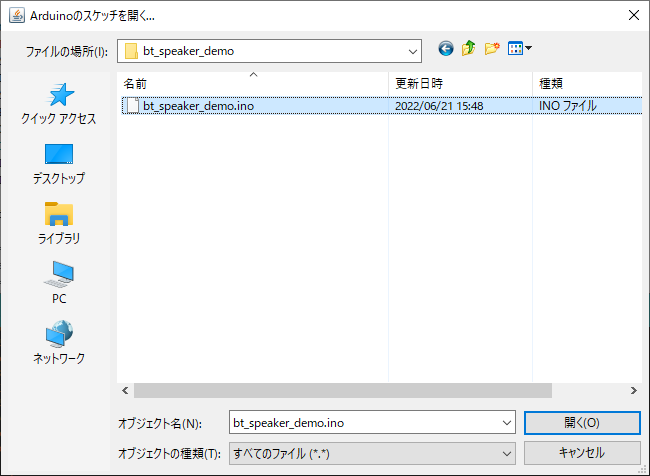 Arduinoのスケッチを開く...
ファイルの場所(I): bt_speaker_demo
名前 更新日時 種類
bt_speaker_demo.ino 2022/06/21 15:48 INO ファイル
クイック アクセス
デスクトップ
ライブラリ
PC
ネットワーク
オブジェクト名(N): bt_speaker_demo.ino 開く(O)
オブジェクトの種類(T): すべてのファイル (*.*) キャンセル